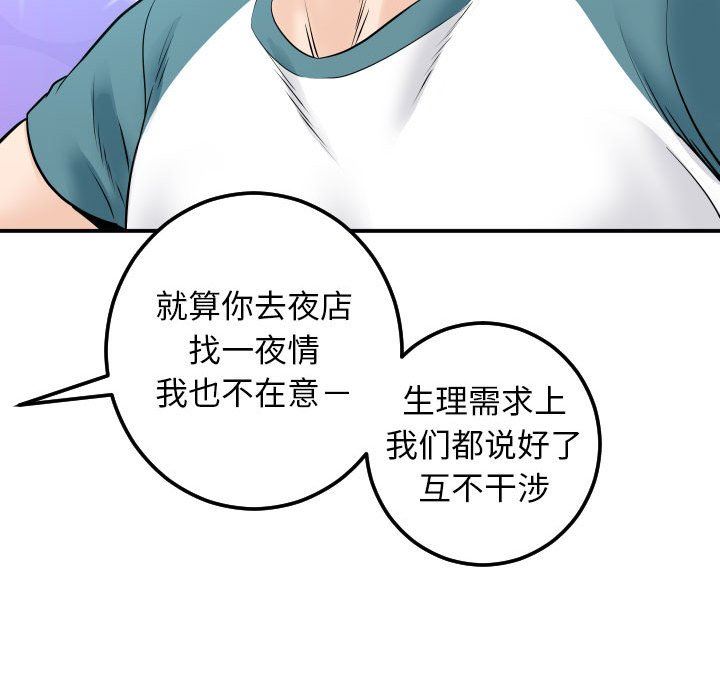 就算你去夜店
找一夜情
我也不在意－
生理需求上
我们都说好了
互不干涉